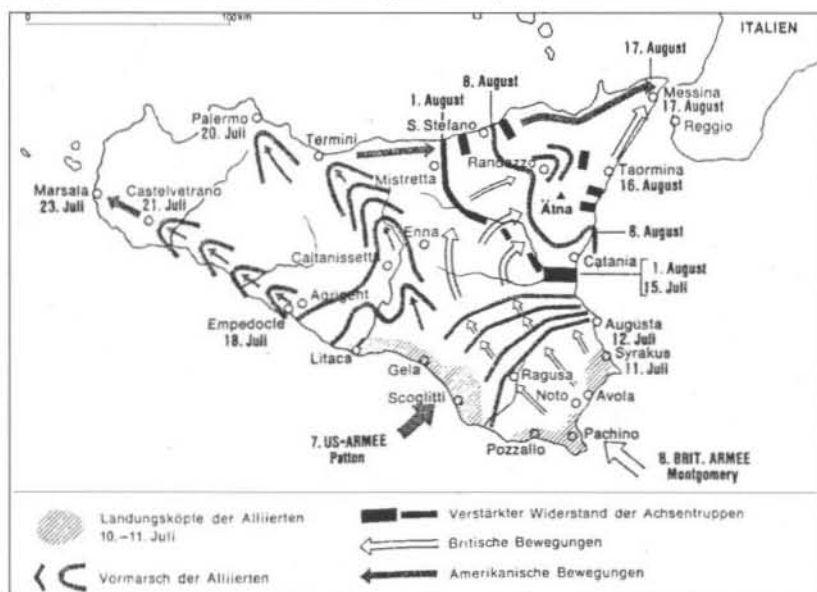 0
100 km
ITALIEN
17. August
8. August
1. August
Messina
17. August
Reggio
Palermo
20. Juli
S. Stefano
Termini
Randazzo
Mistretta
Taormina
16. August
Marsala
23. Juli
Castelvetrano
21. Juli
Ätna
Enna
8. August
Caltanissetta
Catania
1. August
15. Juli
Agrigent
Empedocle
18. Juli
Augusta
12. Juli
Litaca
Syrakus
11. Juli
Gela
Ragusa
Scoglitti
Noto
Avola
7. US-ARMEE
Patton
Pozzallo
Pachino
8. BRIT. ARMEE
Montgomery
Landungsköpfe der Alliierten
10.–11. Juli
Verstärkter Widerstand der Achsentruppen
Britische Bewegungen
Vormarsch der Alliierten
Amerikanische Bewegungen